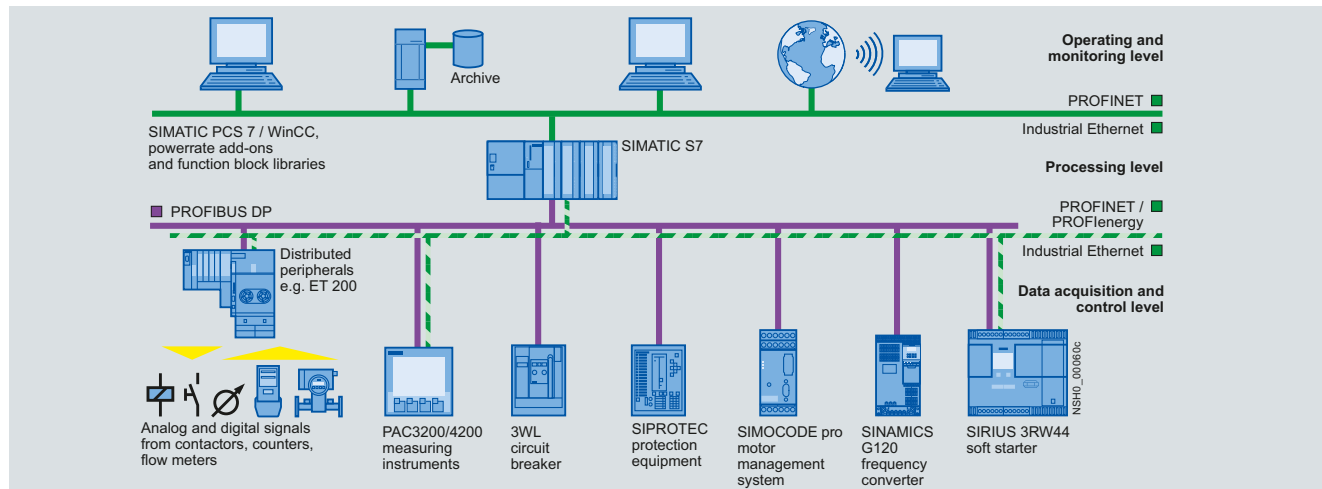 Operating and
monitoring level
Archive
PROFINET
SIMATIC PCS 7 / WinCC,
powerrate add-ons
and function block libraries
Industrial Ethernet
SIMATIC S7
Processing level
PROFIBUS DP
PROFINET /
PROFIenergy
Distributed
peripherals
e.g. ET 200
Industrial Ethernet
Data acquisition and
control level
Analog and digital signals
from contactors, counters,
flow meters
PAC3200/4200
measuring
instruments
3WL
circuit
breaker
SIPROTEC
protection
equipment
SIMOCODE pro
motor
management
system
SINAMICS
G120
frequency
converter
SIRIUS 3RW44
soft starter
NSH0_00060c